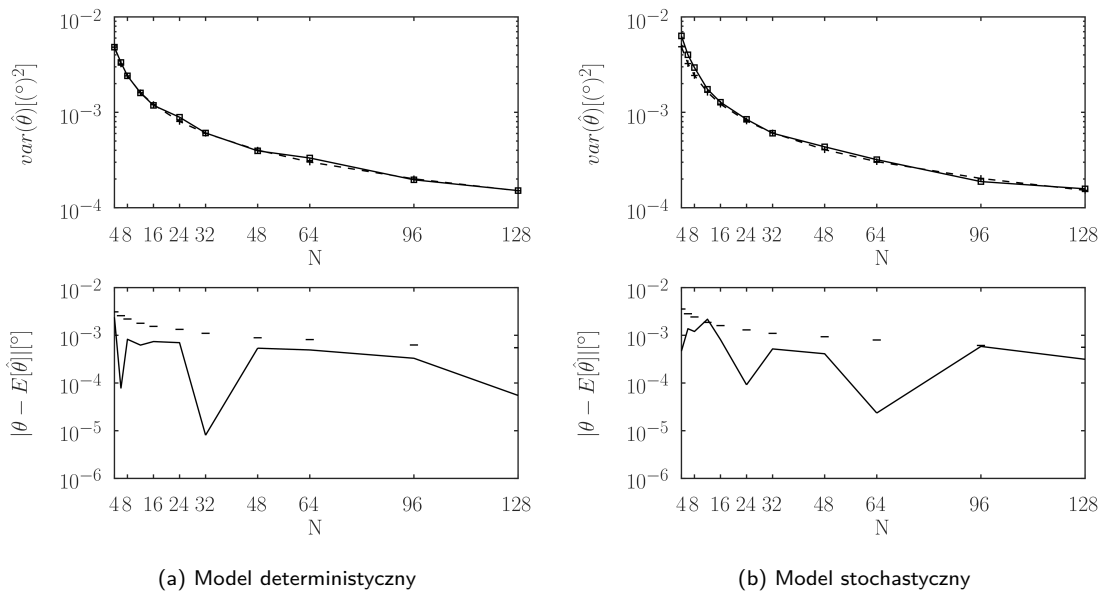 10⁻²
10⁻³
10⁻⁴
var(θ̂)[(°)²]
4 8 16 24 32 48 64 96 128
N
10⁻²
10⁻³
10⁻⁴
var(θ̂)[(°)²]
4 8 16 24 32 48 64 96 128
N
10⁻²
10⁻³
10⁻⁴
10⁻⁵
10⁻⁶
|θ − E[θ̂]|[°]
4 8 16 24 32 48 64 96 128
N
10⁻²
10⁻³
10⁻⁴
10⁻⁵
10⁻⁶
|θ − E[θ̂]|[°]
4 8 16 24 32 48 64 96 128
N
(a) Model deterministyczny
(b) Model stochastyczny